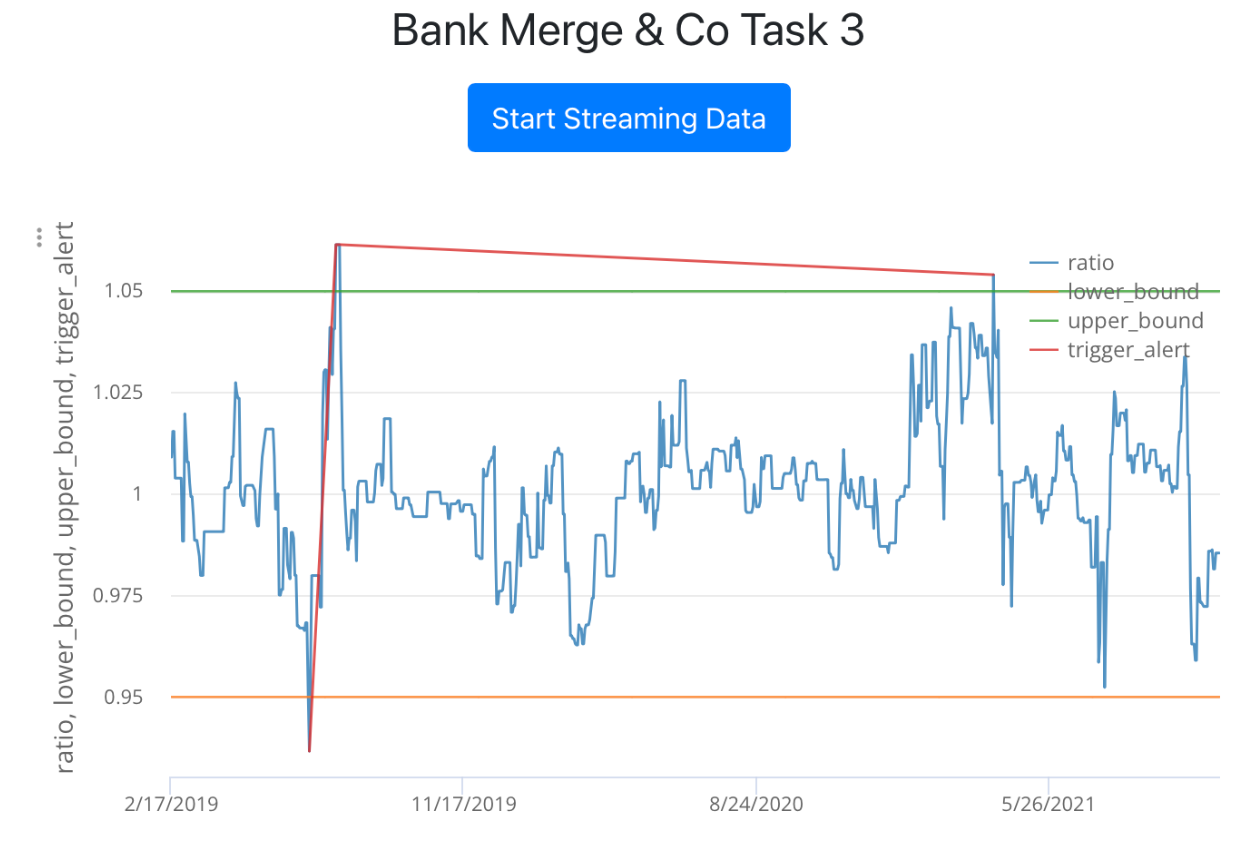 Bank Merge & Co Task 3
Start Streaming Data
ratio, lower_bound, upper_bound, trigger_alert
1.05
1.025
1
0.975
0.95
ratio
lower_bound
upper_bound
trigger_alert
2/17/2019
11/17/2019
8/24/2020
5/26/2021